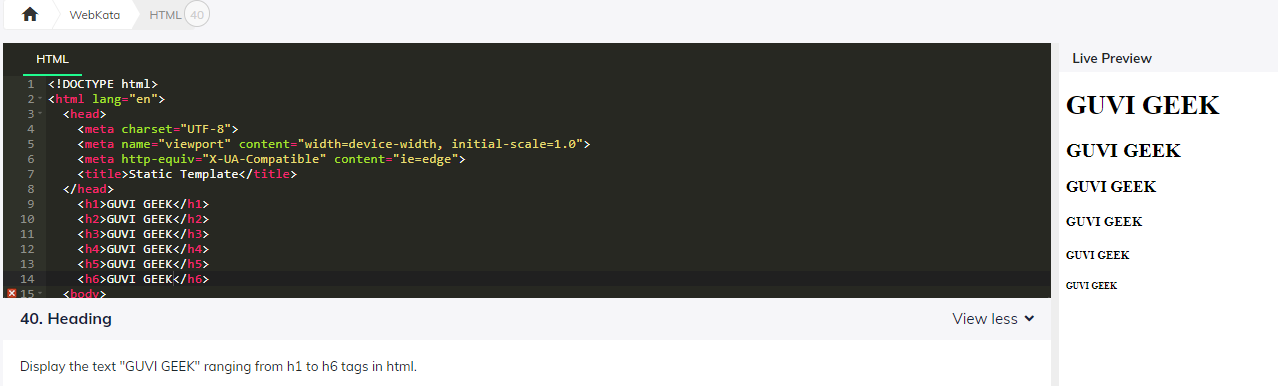 WebKata
HTML
40
HTML
1 <!DOCTYPE html>
2 <html lang="en">
3 <head>
4 <meta charset="UTF-8">
5 <meta name="viewport" content="width=device-width, initial-scale=1.0">
6 <meta http-equiv="X-UA-Compatible" content="ie=edge">
7 <title>Static Template</title>
8 </head>
9 <h1>GUVI GEEK</h1>
10 <h2>GUVI GEEK</h2>
11 <h3>GUVI GEEK</h3>
12 <h4>GUVI GEEK</h4>
13 <h5>GUVI GEEK</h5>
14 <h6>GUVI GEEK</h6>
15 <body>
40. Heading
View less
Display the text "GUVI GEEK" ranging from h1 to h6 tags in html.
Live Preview
GUVI GEEK
GUVI GEEK
GUVI GEEK
GUVI GEEK
GUVI GEEK
GUVI GEEK